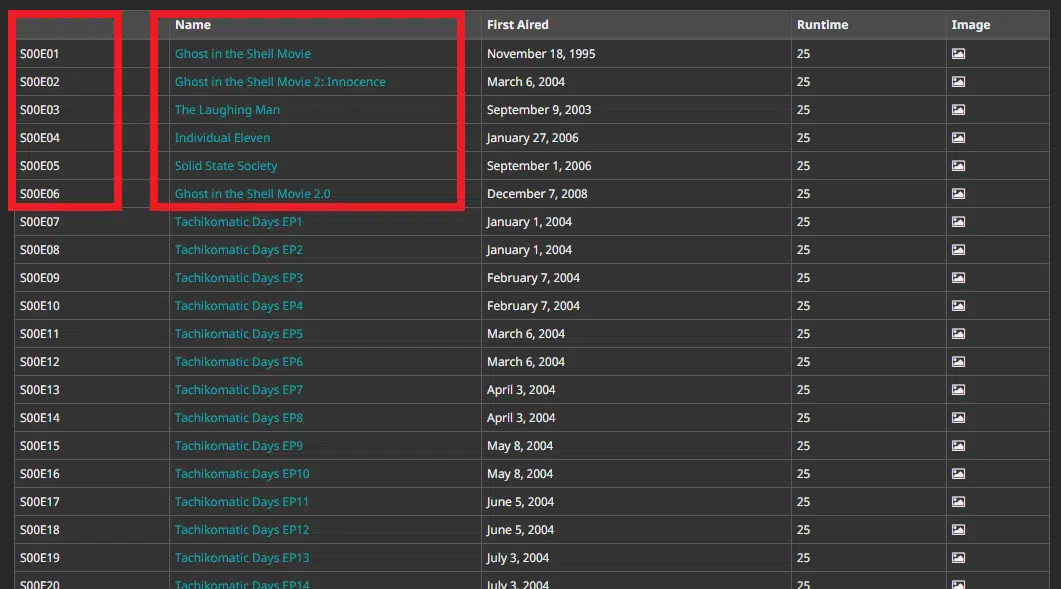 Name First Aired Runtime Image
S00E01 Ghost in the Shell Movie November 18, 1995 25
S00E02 Ghost in the Shell Movie 2: Innocence March 6, 2004 25
S00E03 The Laughing Man September 9, 2003 25
S00E04 Individual Eleven January 27, 2006 25
S00E05 Solid State Society September 1, 2006 25
S00E06 Ghost in the Shell Movie 2.0 December 7, 2008 25
S00E07 Tachikomatic Days EP1 January 1, 2004 25
S00E08 Tachikomatic Days EP2 January 1, 2004 25
S00E09 Tachikomatic Days EP3 February 7, 2004 25
S00E10 Tachikomatic Days EP4 February 7, 2004 25
S00E11 Tachikomatic Days EP5 March 6, 2004 25
S00E12 Tachikomatic Days EP6 March 6, 2004 25
S00E13 Tachikomatic Days EP7 April 3, 2004 25
S00E14 Tachikomatic Days EP8 April 3, 2004 25
S00E15 Tachikomatic Days EP9 May 8, 2004 25
S00E16 Tachikomatic Days EP10 May 8, 2004 25
S00E17 Tachikomatic Days EP11 June 5, 2004 25
S00E18 Tachikomatic Days EP12 June 5, 2004 25
S00E19 Tachikomatic Days EP13 July 3, 2004 25
S00E20 Tachikomatic Days EP14 July 3, 2004 25